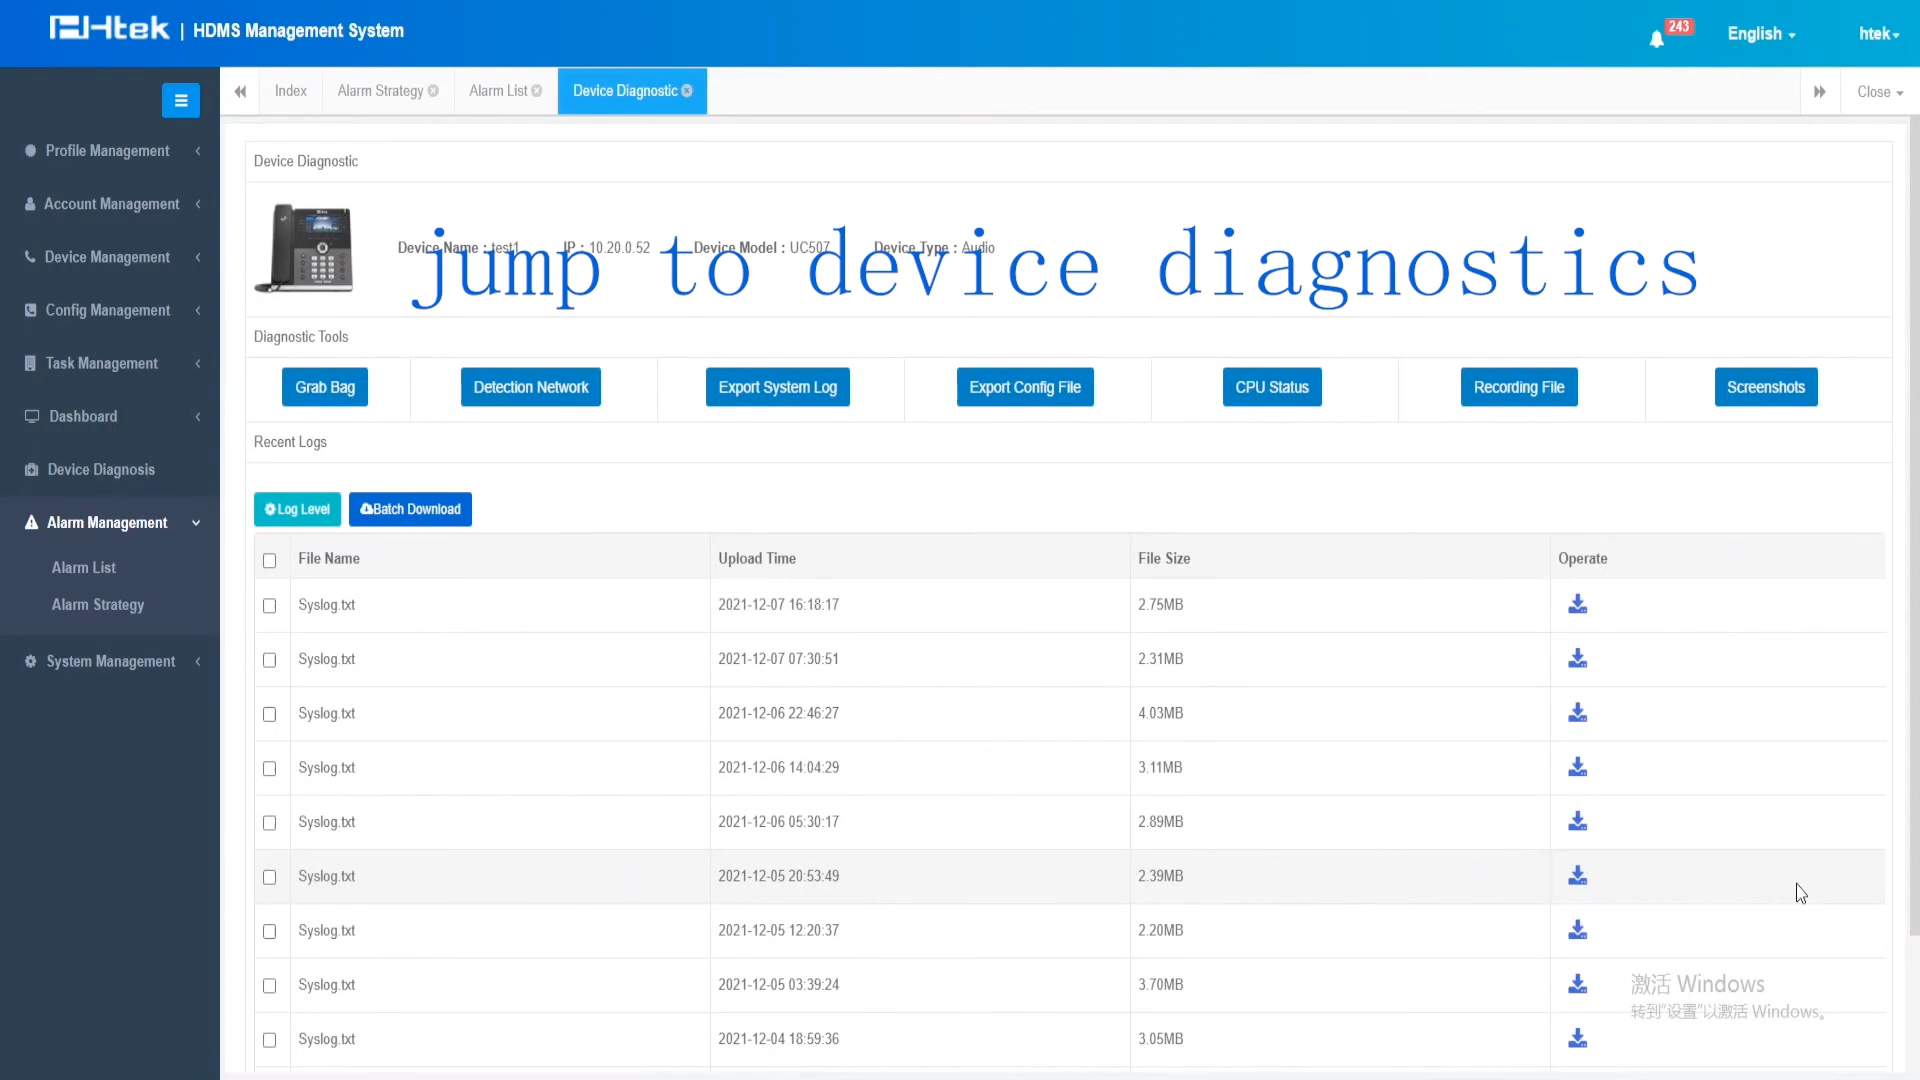 Htek | HDMS Management System
243
English
htek
Index
Alarm Strategy
Alarm List
Device Diagnostic
Close
Profile Management
Account Management
Device Management
Config Management
Task Management
Dashboard
Device Diagnosis
Alarm Management
Alarm List
Alarm Strategy
System Management
Device Diagnostic
Device Name : test1 IP : 10.20.0.52 Device Model : UC507 Device Type : Audio
jump to device diagnostics
Diagnostic Tools
Grab Bag
Detection Network
Export System Log
Export Config File
CPU Status
Recording File
Screenshots
Recent Logs
Log Level
Batch Download
File Name Upload Time File Size Operate
Syslog.txt 2021-12-07 16:18:17 2.75MB
Syslog.txt 2021-12-07 07:30:51 2.31MB
Syslog.txt 2021-12-06 22:46:27 4.03MB
Syslog.txt 2021-12-06 14:04:29 3.11MB
Syslog.txt 2021-12-06 05:30:17 2.89MB
Syslog.txt 2021-12-05 20:53:49 2.39MB
Syslog.txt 2021-12-05 12:20:37 2.20MB
Syslog.txt 2021-12-05 03:39:24 3.70MB
Syslog.txt 2021-12-04 18:59:36 3.05MB
激活 Windows
转到“设置”以激活 Windows。